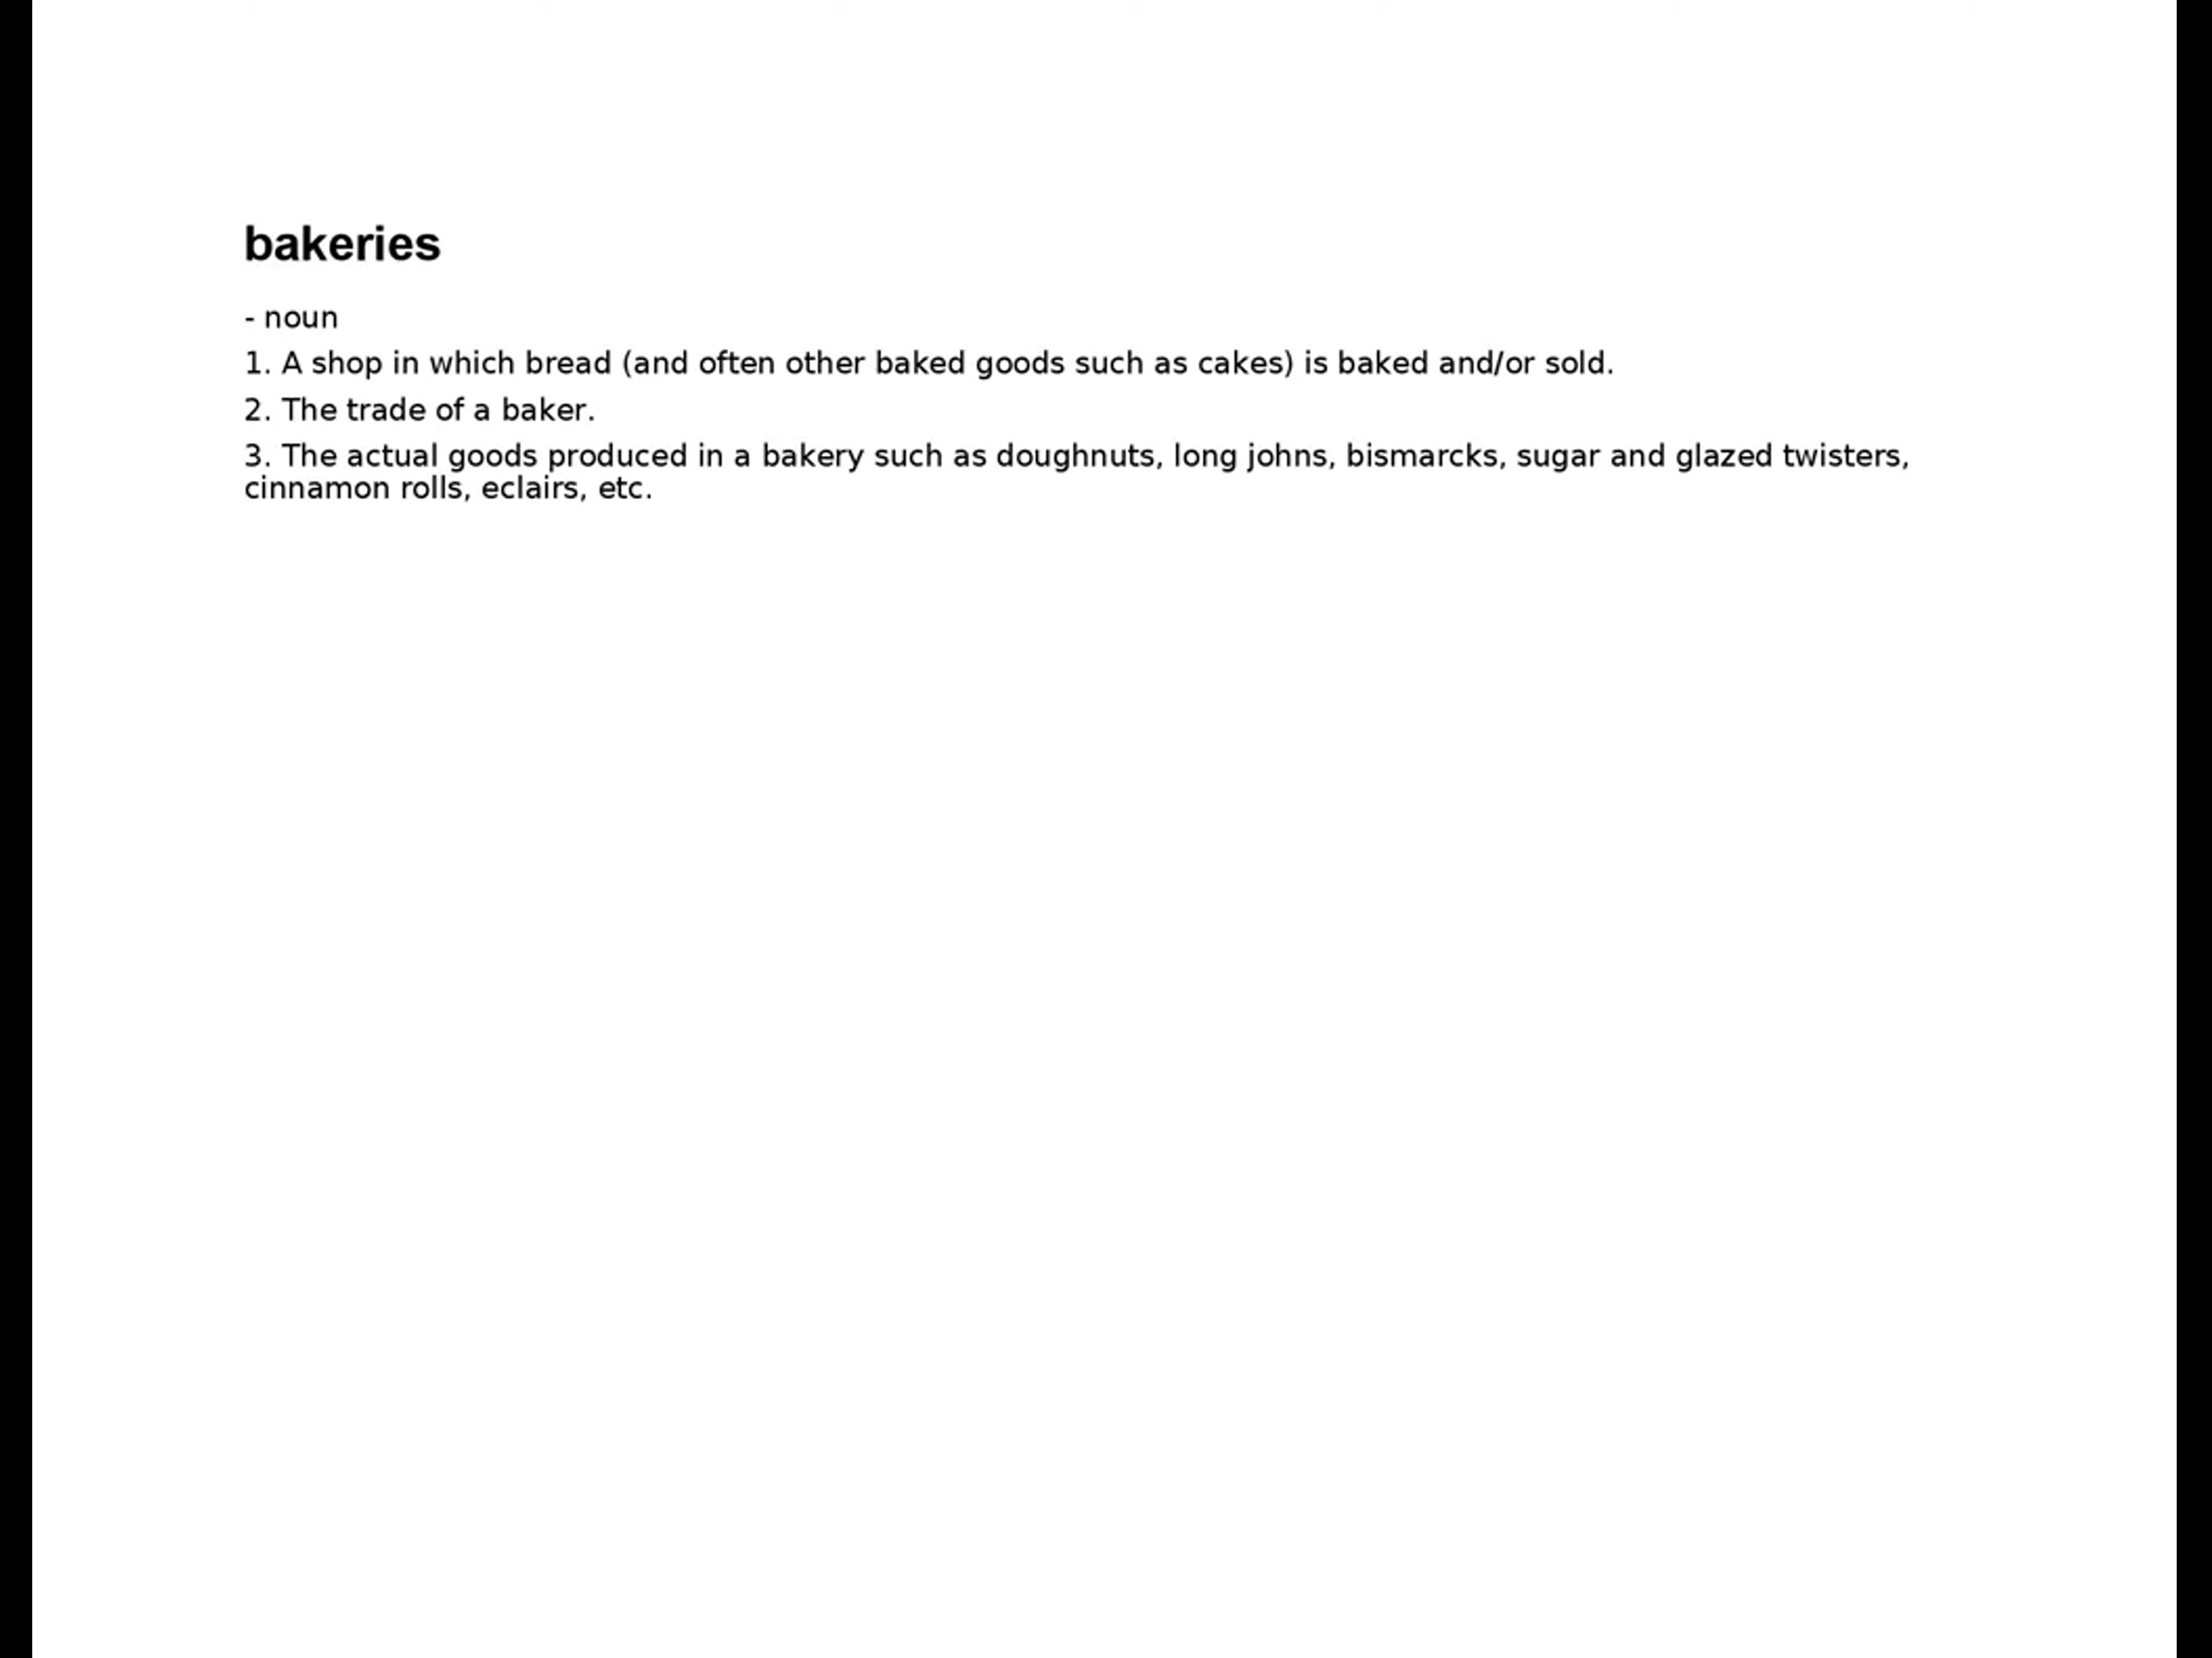 bakeries
- noun
1. A shop in which bread (and often other baked goods such as cakes) is baked and/or sold.
2. The trade of a baker.
3. The actual goods produced in a bakery such as doughnuts, long johns, bismarcks, sugar and glazed twisters,
cinnamon rolls, eclairs, etc.